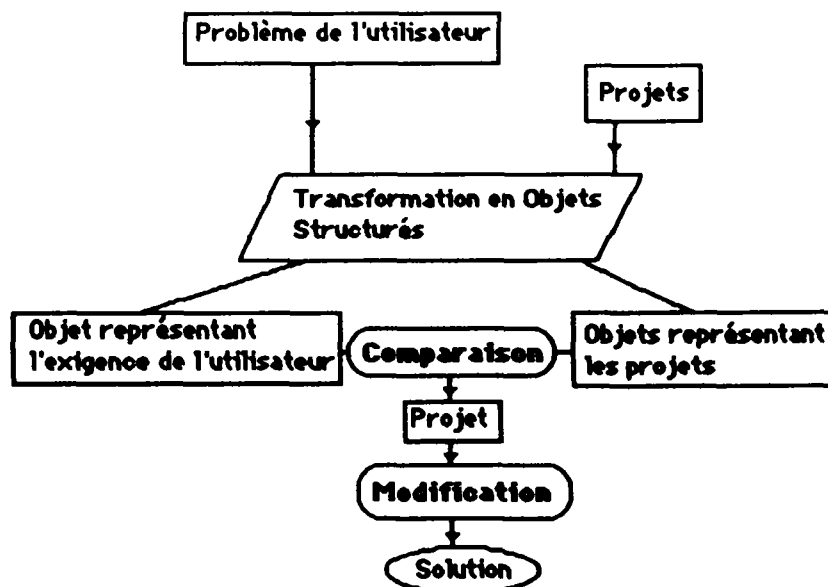 Problème de l'utilisateur
Projets
Transformation en Objets
Structurés
Objet représentant
l'exigence de l'utilisateur
Comparaison
Objets représentant
les projets
Projet
Modification
Solution